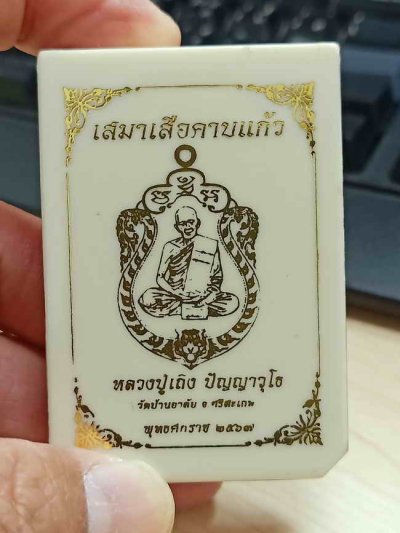 เสมาเสือคาบแก้ว
หลวงปู่เถิง ปัญญาวุโธ
วัดป่านอาลัย จ ศรีสะเกษ
พุทธศักราช ๒๕๖๗